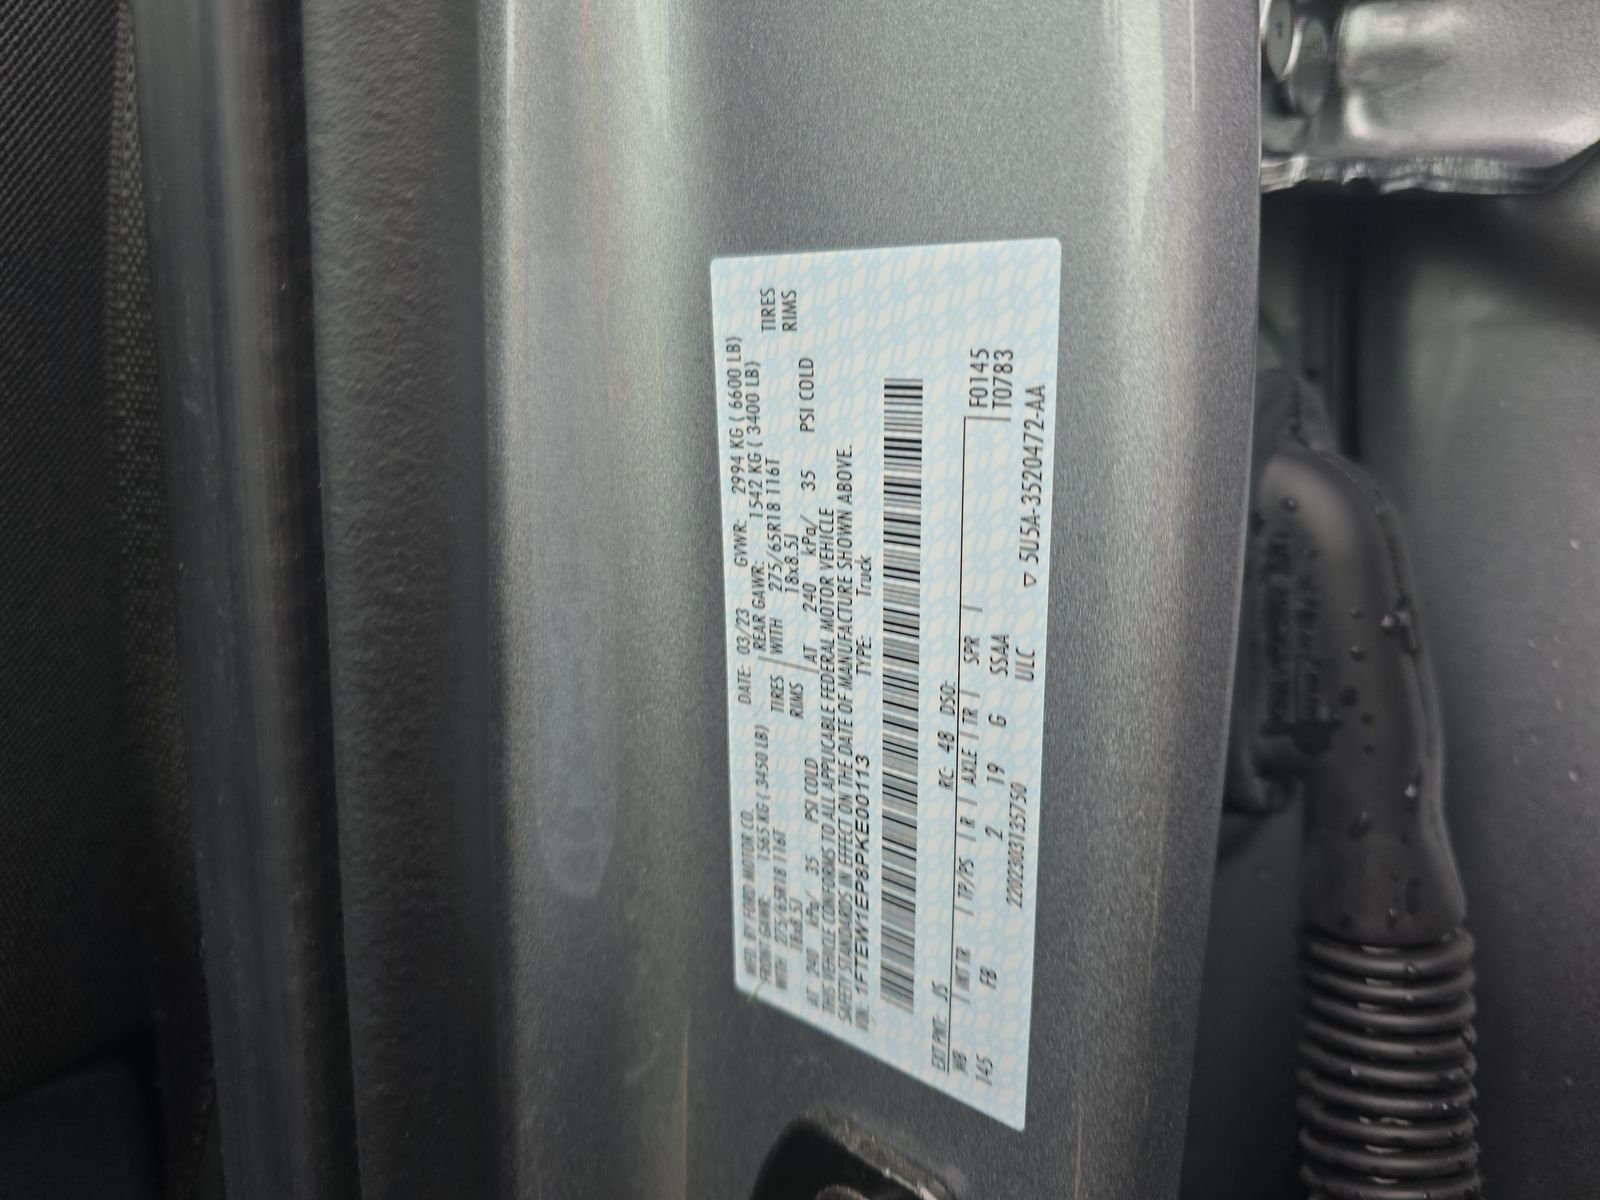 MFD. BY FORD MOTOR CO.
DATE: 03/23 GVWR: 2994 KG ( 6600 LB)
FRONT GAWR: 1565 KG ( 3450 LB) REAR GAWR: 1542 KG ( 3400 LB)
WITH 275/65R18 116T TIRES WITH 275/65R18 116T TIRES
18x8.5J RIMS 18x8.5J RIMS
AT 240 kPa/ 35 PSI COLD AT 240 kPa/ 35 PSI COLD
THIS VEHICLE CONFORMS TO ALL APPLICABLE FEDERAL MOTOR VEHICLE
SAFETY STANDARDS IN EFFECT ON THE DATE OF MANUFACTURE SHOWN ABOVE.
VIN: 1FTEW1EP8PKE00113 TYPE: Truck
EXT PNT: JS RC: 48 DSO: F0145
WB INT TR TP/PS R AXLE TR SPR T0783
145 FB 2 19 G SSAA
2202303135750 ULC ▽ 5U5A-3520472-AA